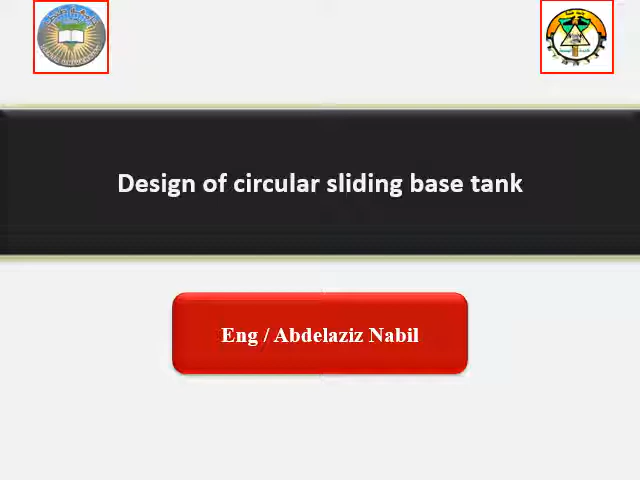 Design of circular sliding base tank
Eng / Abdelaziz Nabil